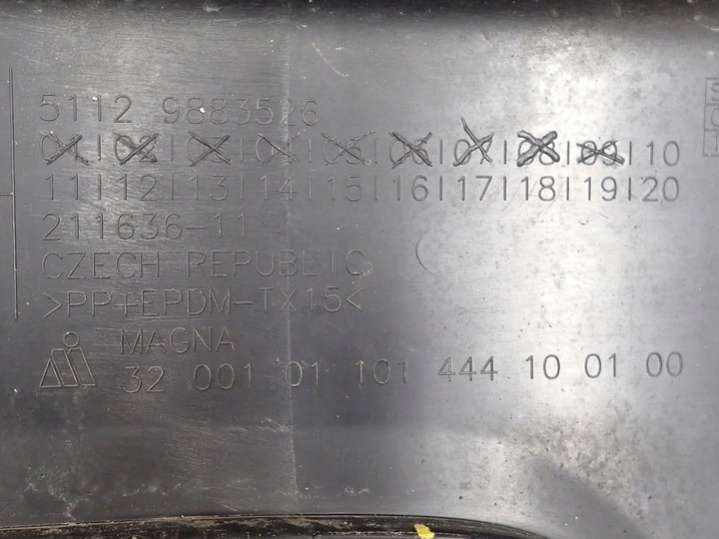 5112 9883526
01|02|03|04|05|06|07|08|09|10
11|12|13|14|15|16|17|18|19|20
211636-11
CZECH REPUBLIC
>PP+EPDM-TX15<
MAGNA
32 001 01 101 444 10 01 00